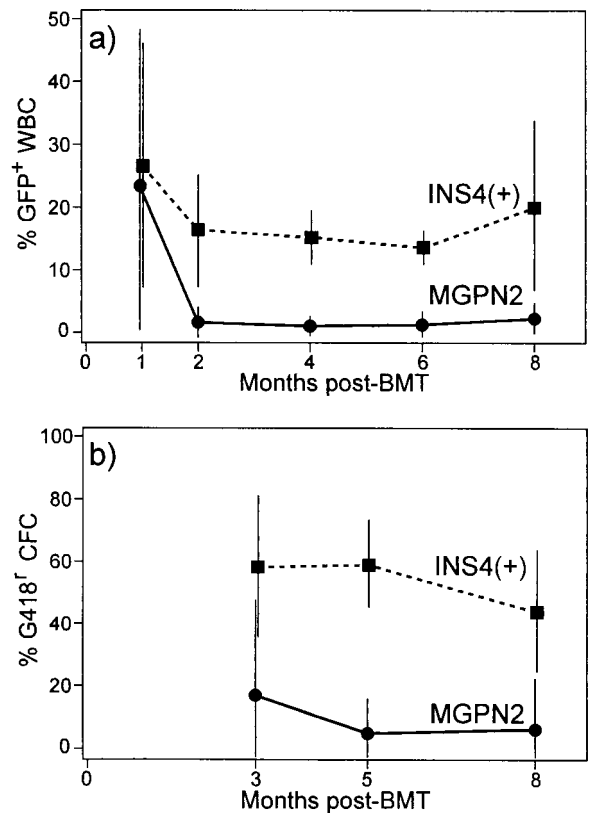 a)
% GFP+ WBC
50
40
30
20
10
0
INS4(+)
MGPN2
0 1 2 4 6 8
Months post-BMT
b)
% G418r CFC
100
80
60
40
20
0
INS4(+)
MGPN2
0 3 5 8
Months post-BMT